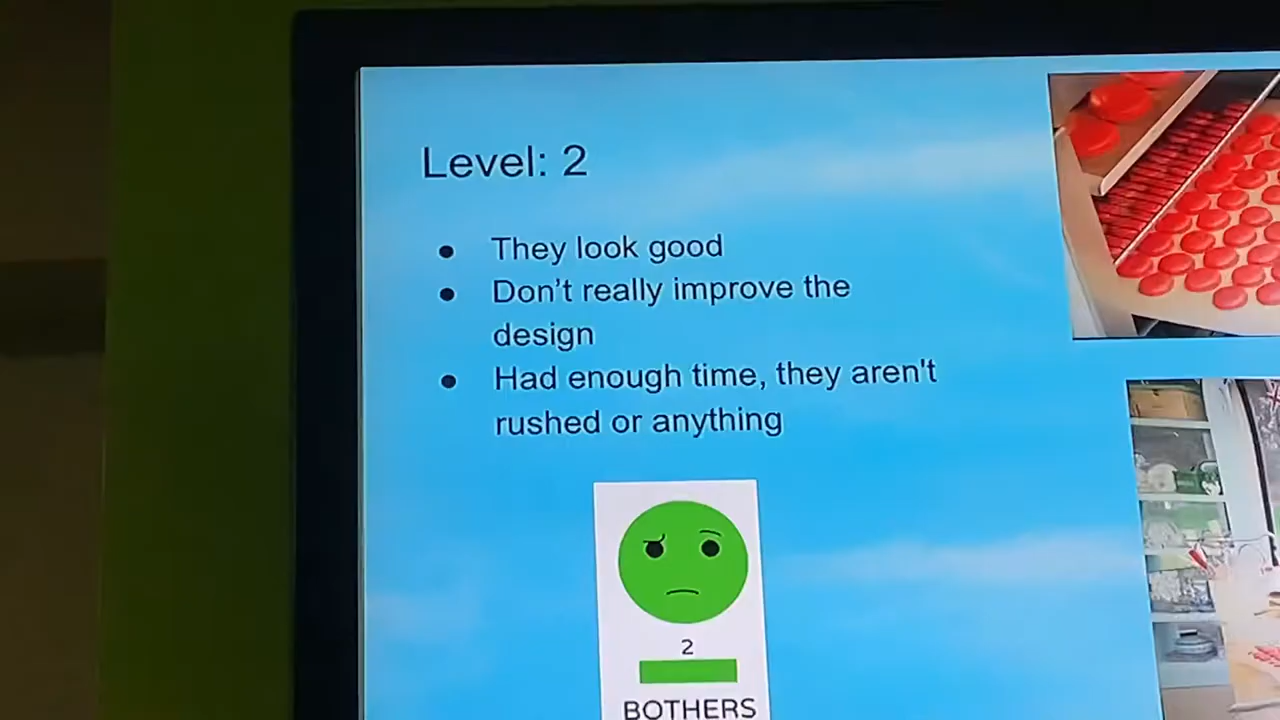 Level: 2
● They look good
● Don't really improve the
design
● Had enough time, they aren't
rushed or anything
2
BOTHERS